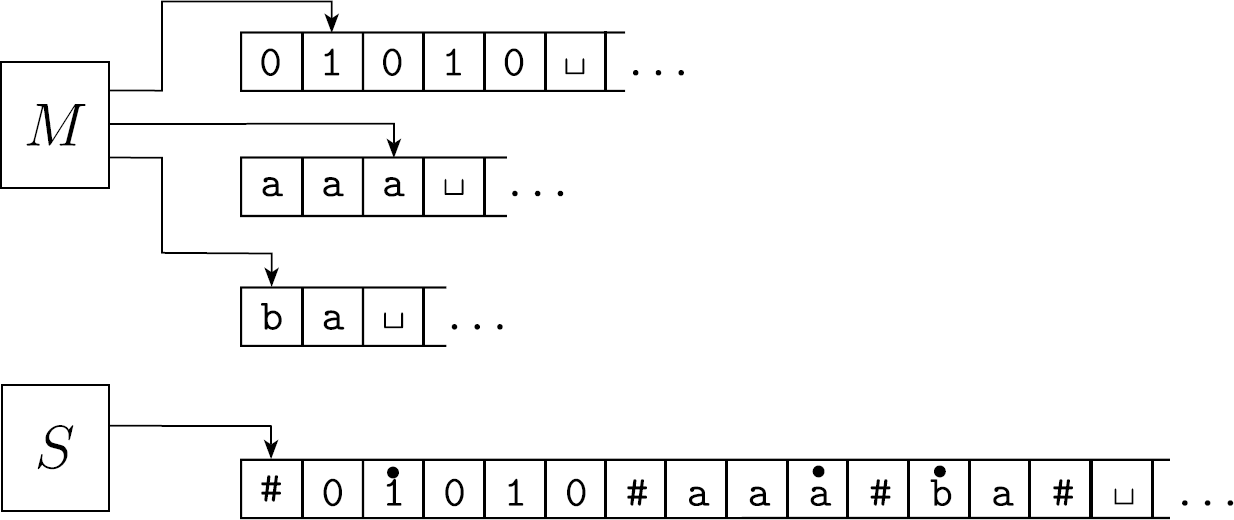 0 1 0 1 0 ␣ ...
M
a a a ␣ ...
b a ␣ ...
S
# 0 1̇ 0 1 0 # a a ȧ # ḃ a # ␣ ...